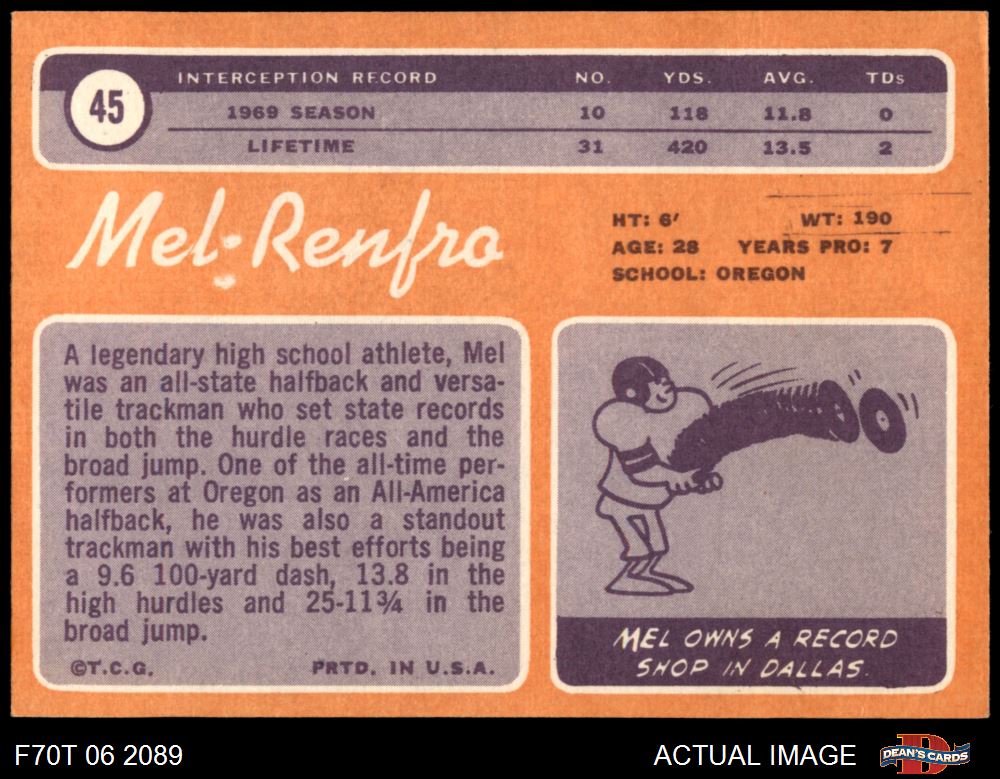 45
INTERCEPTION RECORD NO. YDS. AVG. TDs
1969 SEASON 10 118 11.8 0
LIFETIME 31 420 13.5 2
Mel Renfro
HT: 6' WT: 190
AGE: 28 YEARS PRO: 7
SCHOOL: OREGON
A legendary high school athlete, Mel
was an all-state halfback and versa-
tile trackman who set state records
in both the hurdle races and the
broad jump. One of the all-time per-
formers at Oregon as an All-America
halfback, he was also a standout
trackman with his best efforts being
a 9.6 100-yard dash, 13.8 in the
high hurdles and 25-11¾ in the
broad jump.
©T.C.G. PRTD. IN U.S.A.
MEL OWNS A RECORD
SHOP IN DALLAS.
F70T 06 2089 ACTUAL IMAGE
DEAN'S CARDS